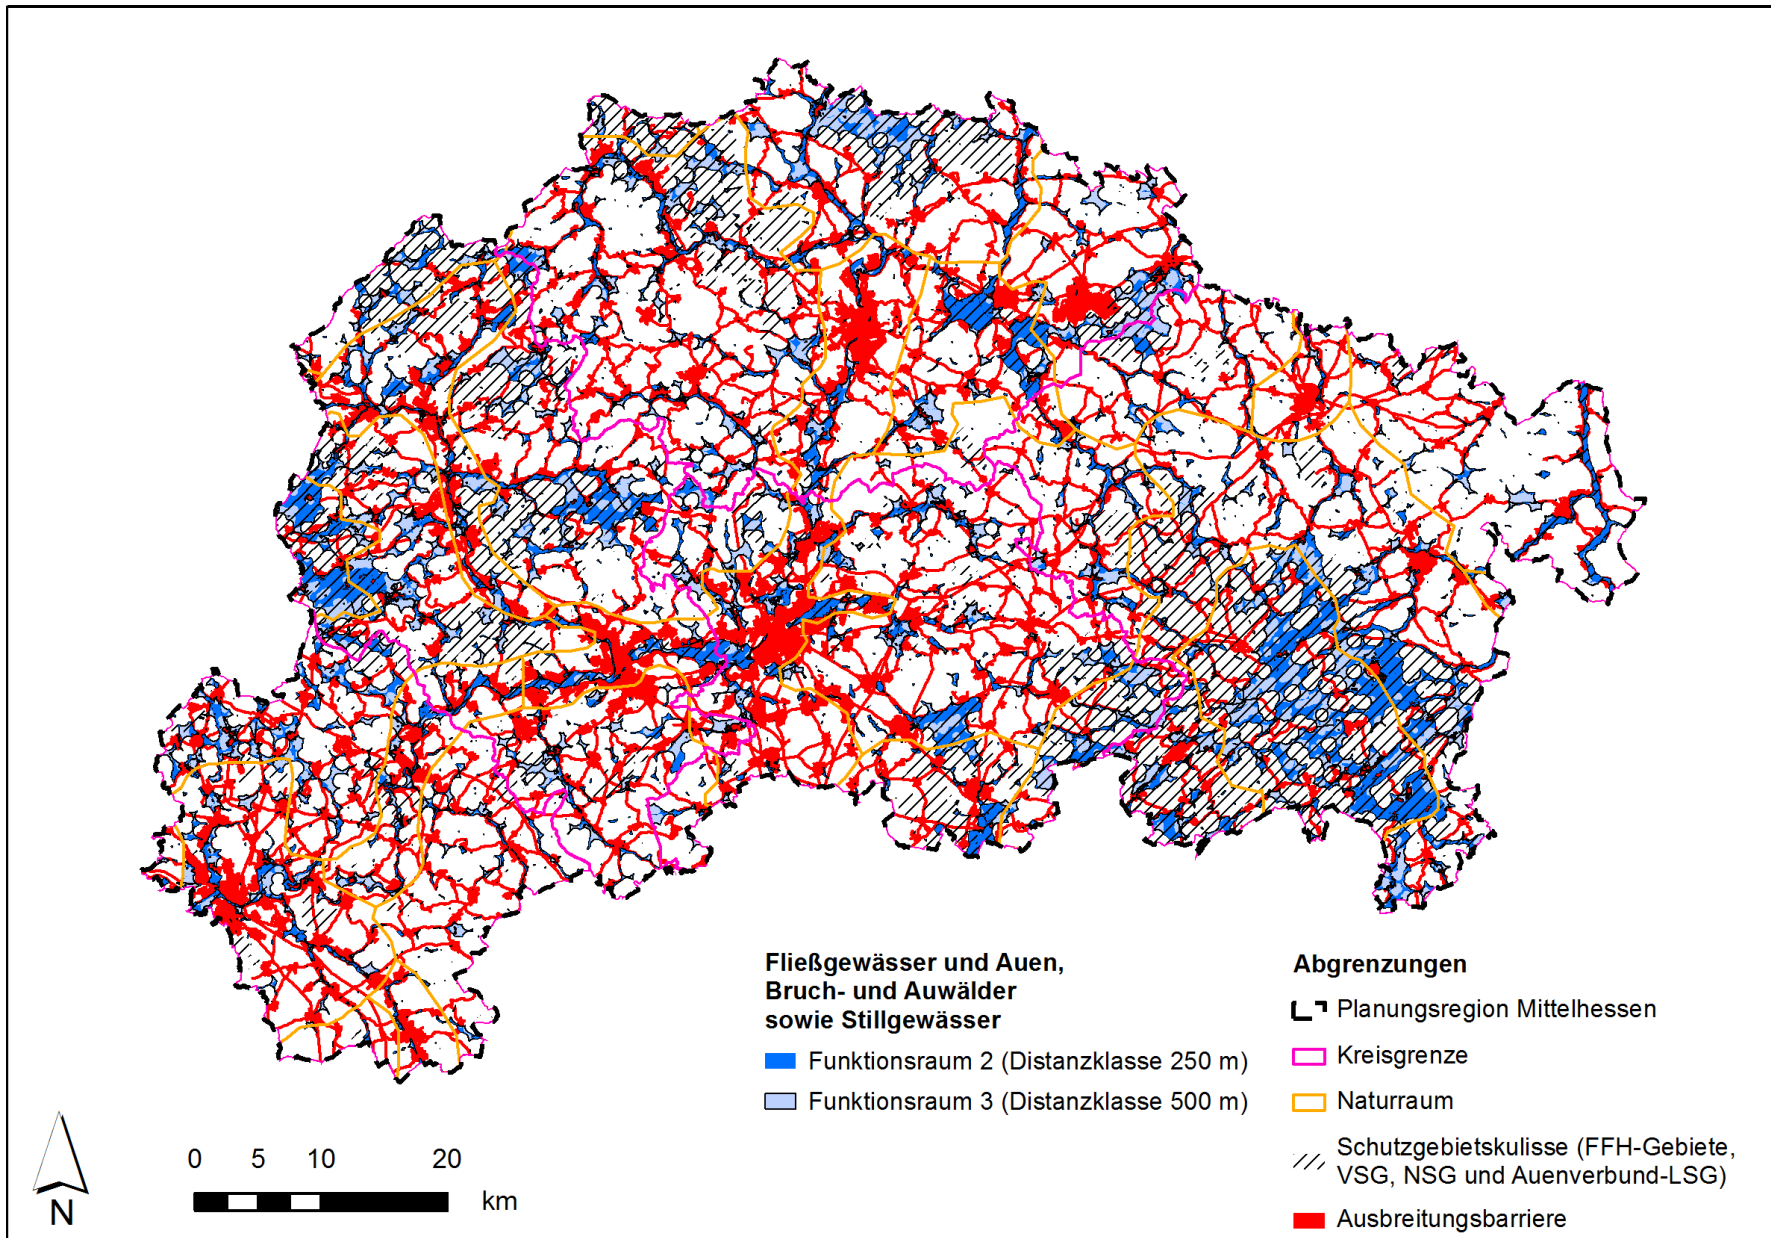 Fließgewässer und Auen,
Bruch- und Auwälder
sowie Stillgewässer
Funktionsraum 2 (Distanzklasse 250 m)
Funktionsraum 3 (Distanzklasse 500 m)
Abgrenzungen
Planungsregion Mittelhessen
Kreisgrenze
Naturraum
Schutzgebietskulisse (FFH-Gebiete,
VSG, NSG und Auenverbund-LSG)
Ausbreitungsbarriere
0 5 10 20
km
N